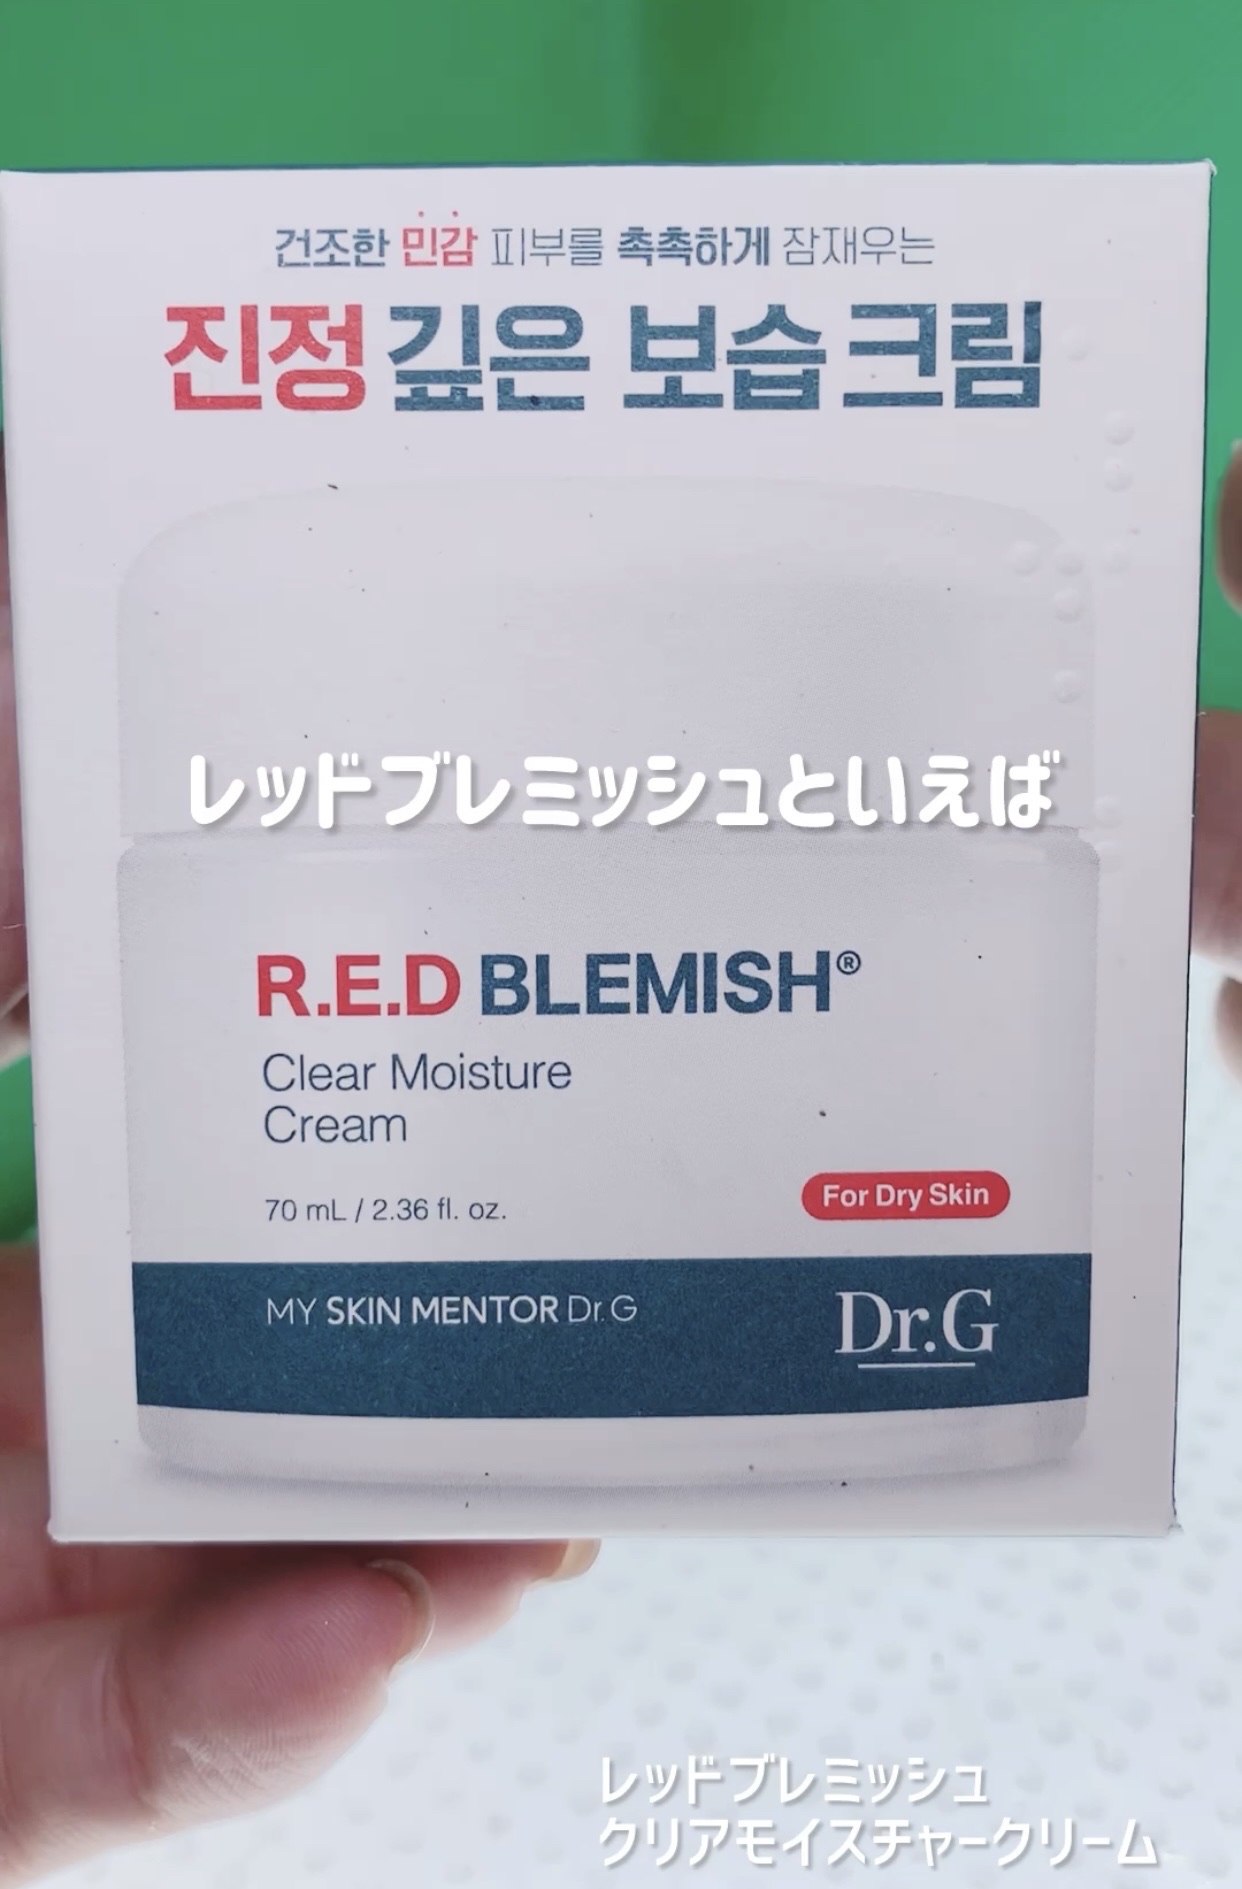 건조한 민감 피부를 촉촉하게 잠재우는
진정 깊은 보습 크림
レッドブレミッシュといえば
R.E.D BLEMISH®
Clear Moisture
Cream
70 mL / 2.36 fl. oz.
For Dry Skin
MY SKIN MENTOR Dr.G
Dr.G
レッドブレミッシュ
クリアモイスチャークリーム